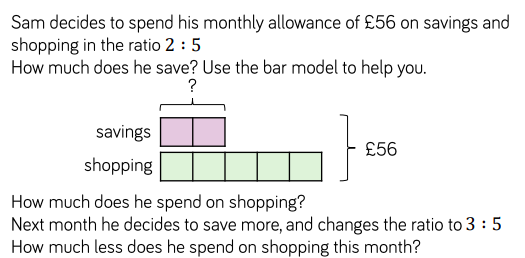 Sam decides to spend his monthly allowance of £56 on savings and
shopping in the ratio 2 : 5
How much does he save? Use the bar model to help you.
?
savings
shopping
£56
How much does he spend on shopping?
Next month he decides to save more, and changes the ratio to 3 : 5
How much less does he spend on shopping this month?